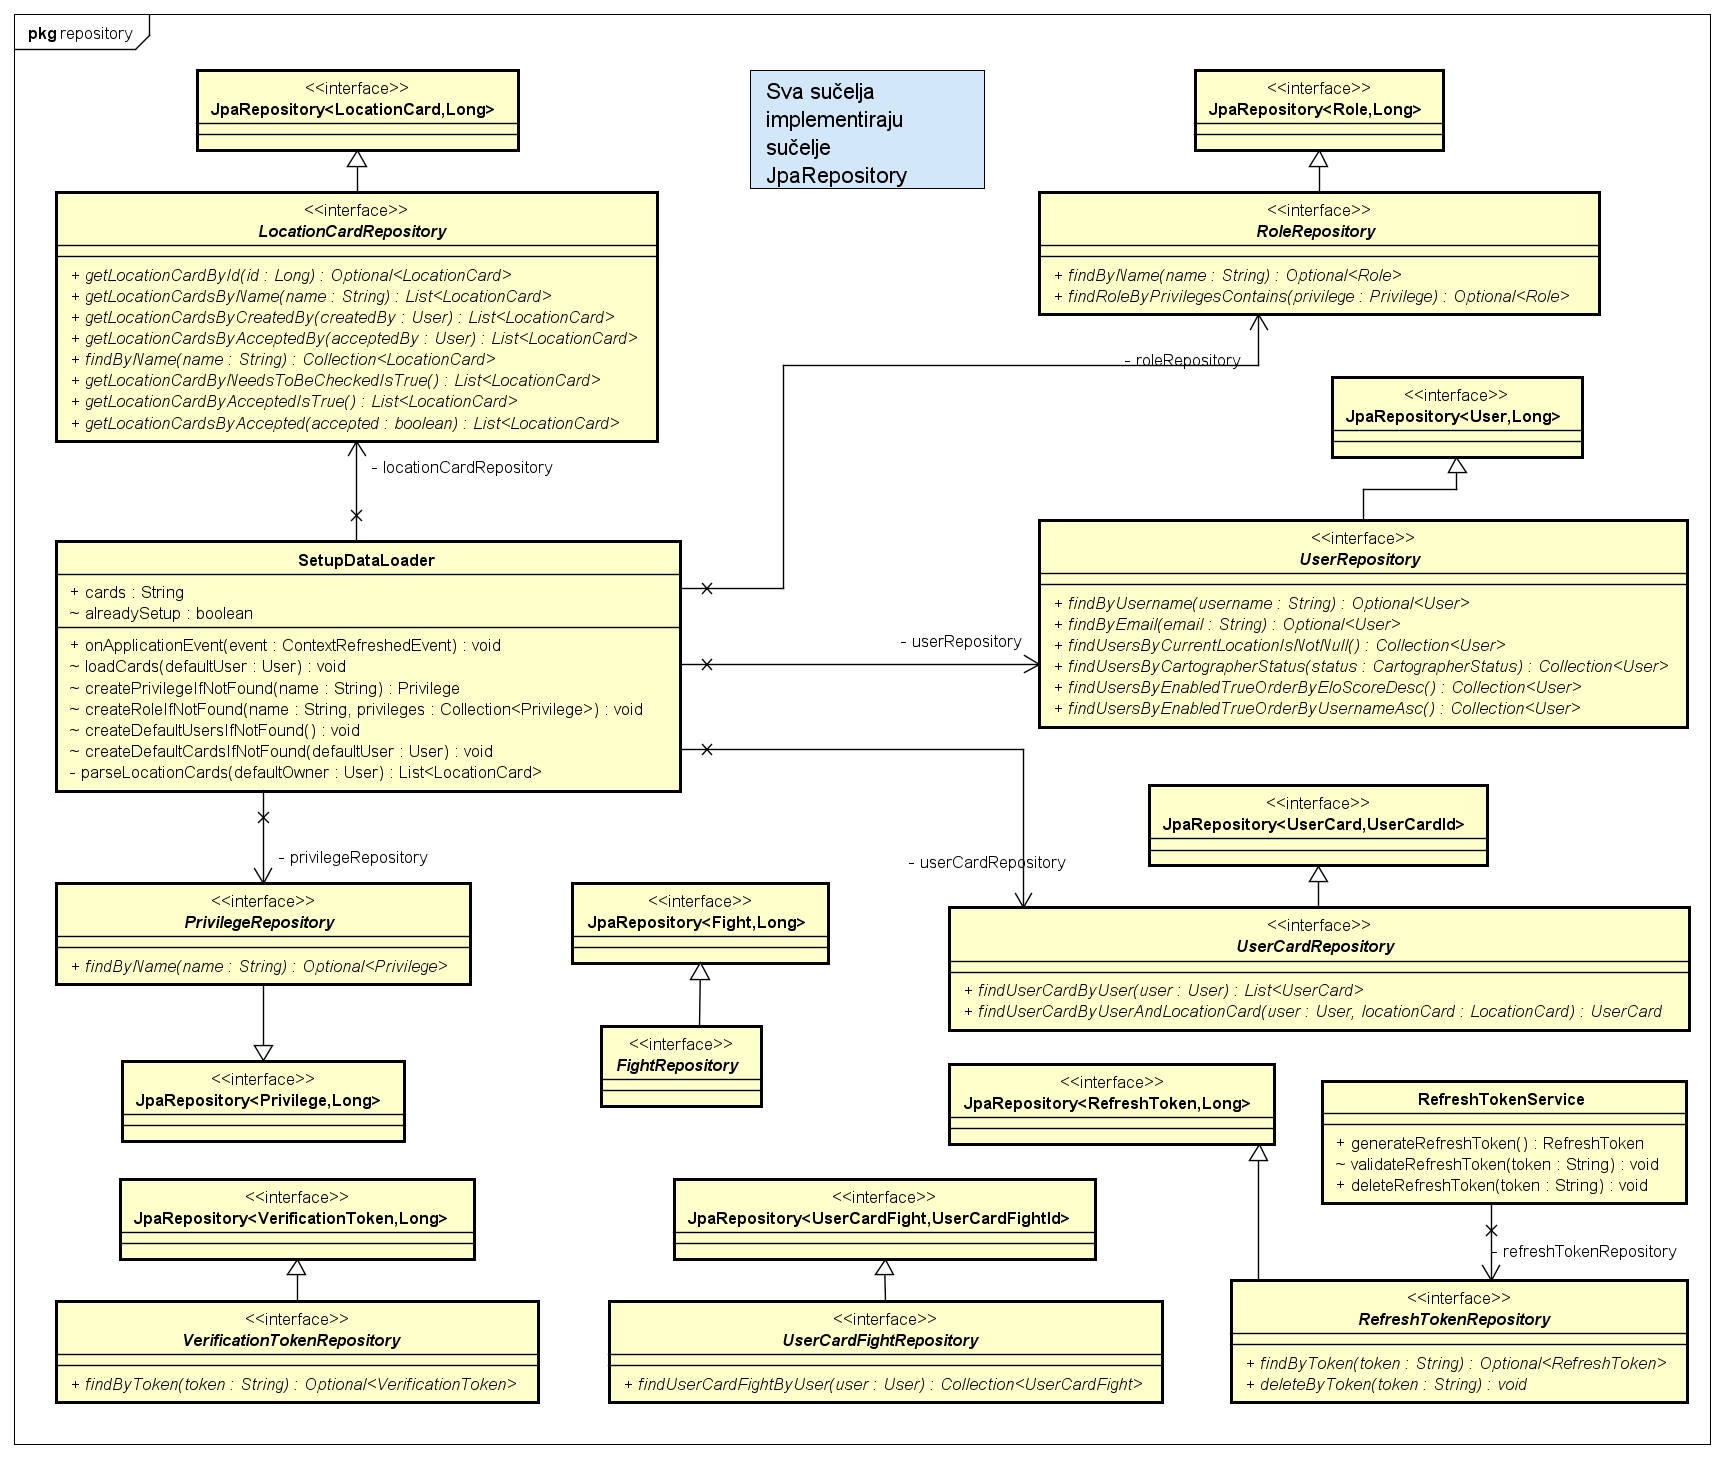 pkg repository
<<interface>>
JpaRepository<LocationCard,Long>
Sva sučelja
implementiraju
sučelje
JpaRepository
<<interface>>
JpaRepository<Role,Long>
<<interface>>
LocationCardRepository
+ getLocationCardById(id : Long) : Optional<LocationCard>
+ getLocationCardsByName(name : String) : List<LocationCard>
+ getLocationCardsByCreatedBy(createdBy : User) : List<LocationCard>
+ getLocationCardsByAcceptedBy(acceptedBy : User) : List<LocationCard>
+ findByName(name : String) : Collection<LocationCard>
+ getLocationCardByNeedsToBeCheckedIsTrue() : List<LocationCard>
+ getLocationCardByAcceptedIsTrue() : List<LocationCard>
+ getLocationCardsByAccepted(accepted : boolean) : List<LocationCard>
<<interface>>
RoleRepository
+ findByName(name : String) : Optional<Role>
+ findRoleByPrivilegesContains(privilege : Privilege) : Optional<Role>
- roleRepository
<<interface>>
JpaRepository<User,Long>
- locationCardRepository
SetupDataLoader
+ cards : String
~ alreadySetup : boolean
+ onApplicationEvent(event : ContextRefreshedEvent) : void
~ loadCards(defaultUser : User) : void
~ createPrivilegeIfNotFound(name : String) : Privilege
~ createRoleIfNotFound(name : String, privileges : Collection<Privilege>) : void
~ createDefaultUsersIfNotFound() : void
~ createDefaultCardsIfNotFound(defaultUser : User) : void
- parseLocationCards(defaultOwner : User) : List<LocationCard>
- userRepository
<<interface>>
UserRepository
+ findByUsername(username : String) : Optional<User>
+ findByEmail(email : String) : Optional<User>
+ findUsersByCurrentLocationIsNotNull() : Collection<User>
+ findUsersByCartographerStatus(status : CartographerStatus) : Collection<User>
+ findUsersByEnabledTrueOrderByEloScoreDesc() : Collection<User>
+ findUsersByEnabledTrueOrderByUsernameAsc() : Collection<User>
- privilegeRepository
- userCardRepository
<<interface>>
JpaRepository<UserCard,UserCardId>
<<interface>>
PrivilegeRepository
+ findByName(name : String) : Optional<Privilege>
<<interface>>
JpaRepository<Fight,Long>
<<interface>>
UserCardRepository
+ findUserCardByUser(user : User) : List<UserCard>
+ findUserCardByUserAndLocationCard(user : User, locationCard : LocationCard) : UserCard
<<interface>>
JpaRepository<Privilege,Long>
<<interface>>
FightRepository
<<interface>>
JpaRepository<RefreshToken,Long>
RefreshTokenService
+ generateRefreshToken() : RefreshToken
~ validateRefreshToken(token : String) : void
+ deleteRefreshToken(token : String) : void
<<interface>>
JpaRepository<VerificationToken,Long>
<<interface>>
JpaRepository<UserCardFight,UserCardFightId>
- refreshTokenRepository
<<interface>>
VerificationTokenRepository
+ findByToken(token : String) : Optional<VerificationToken>
<<interface>>
UserCardFightRepository
+ findUserCardFightByUser(user : User) : Collection<UserCardFight>
<<interface>>
RefreshTokenRepository
+ findByToken(token : String) : Optional<RefreshToken>
+ deleteByToken(token : String) : void